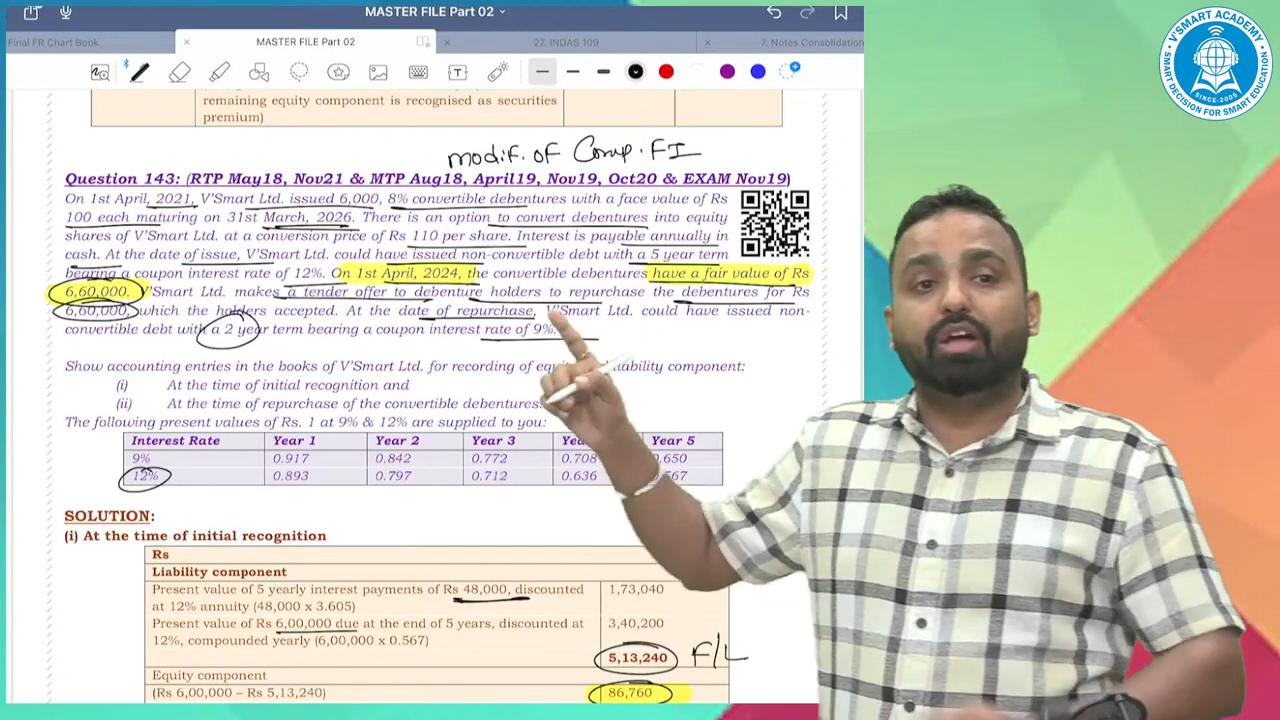 MASTER FILE Part 02
Final FR Chart Book
MASTER FILE Part 02
27. INDAS 109
7. Notes Consolidation
V'SMART ACADEMY
SINCE-2005
SMART DECISION FOR SMART EDUCATION
remaining equity component is recognised as securities
premium)
modif. of Comp. FI
Question 143: (RTP May18, Nov21 & MTP Aug18, April19, Nov19, Oct20 & EXAM Nov19)
On 1st April, 2021, V'Smart Ltd. issued 6,000, 8% convertible debentures with a face value of Rs
100 each maturing on 31st March, 2026. There is an option to convert debentures into equity
shares of V'Smart Ltd. at a conversion price of Rs 110 per share. Interest is payable annually in
cash. At the date of issue, V'Smart Ltd. could have issued non-convertible debt with a 5 year term
bearing a coupon interest rate of 12%. On 1st April, 2024, the convertible debentures have a fair value of Rs
6,60,000. V'Smart Ltd. makes a tender offer to debenture holders to repurchase the debentures for Rs
6,60,000, which the holders accepted. At the date of repurchase, V'Smart Ltd. could have issued non-
convertible debt with a 2 year term bearing a coupon interest rate of 9%.
Show accounting entries in the books of V'Smart Ltd. for recording of liability component:
(i) At the time of initial recognition and
(ii) At the time of repurchase of the convertible debentures.
The following present values of Rs. 1 at 9% & 12% are supplied to you:
Interest Rate Year 1 Year 2 Year 3 Year 5
9% 0.917 0.842 0.772 0.708 0.650
12% 0.893 0.797 0.712 0.636
SOLUTION:
(i) At the time of initial recognition
Rs
Liability component
Present value of 5 yearly interest payments of Rs 48,000, discounted
at 12% annuity (48,000 x 3.605) 1,73,040
Present value of Rs 6,00,000 due at the end of 5 years, discounted at
12%, compounded yearly (6,00,000 x 0.567) 3,40,200
5,13,240 F/L
Equity component
(Rs 6,00,000 – Rs 5,13,240) 86,760